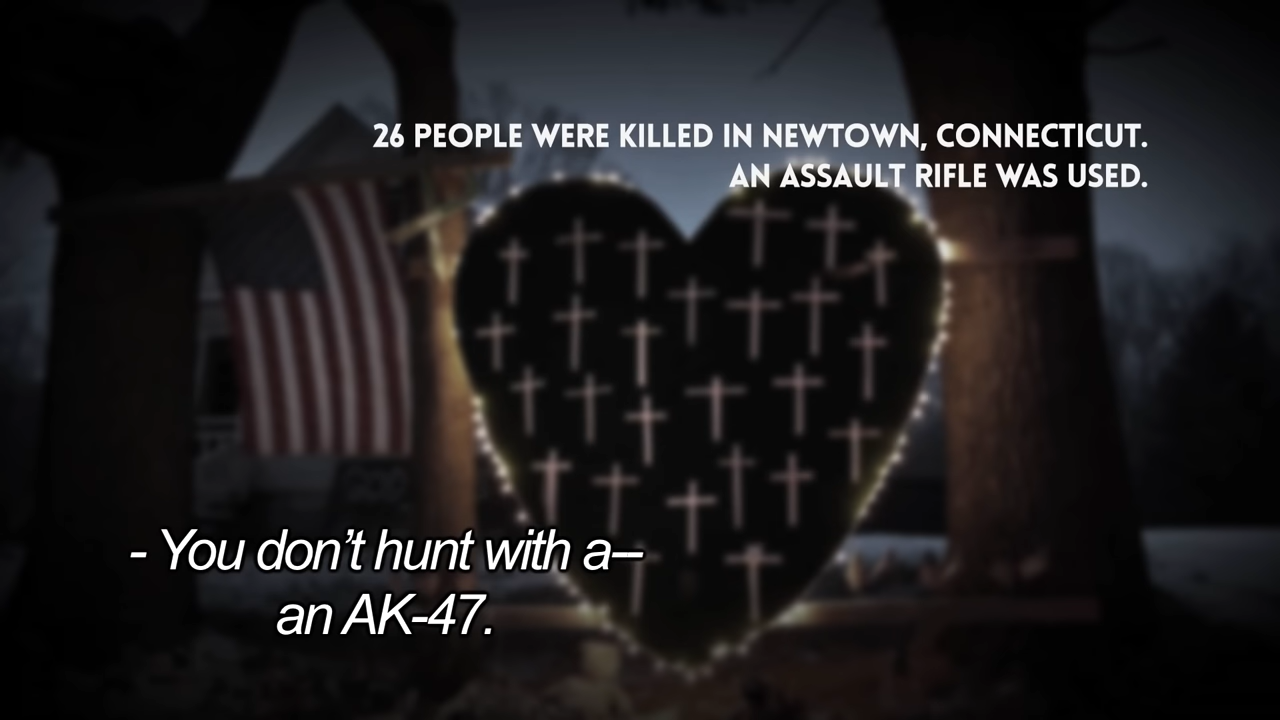 26 PEOPLE WERE KILLED IN NEWTOWN, CONNECTICUT.
AN ASSAULT RIFLE WAS USED.
- You don’t hunt with a–
an AK-47.